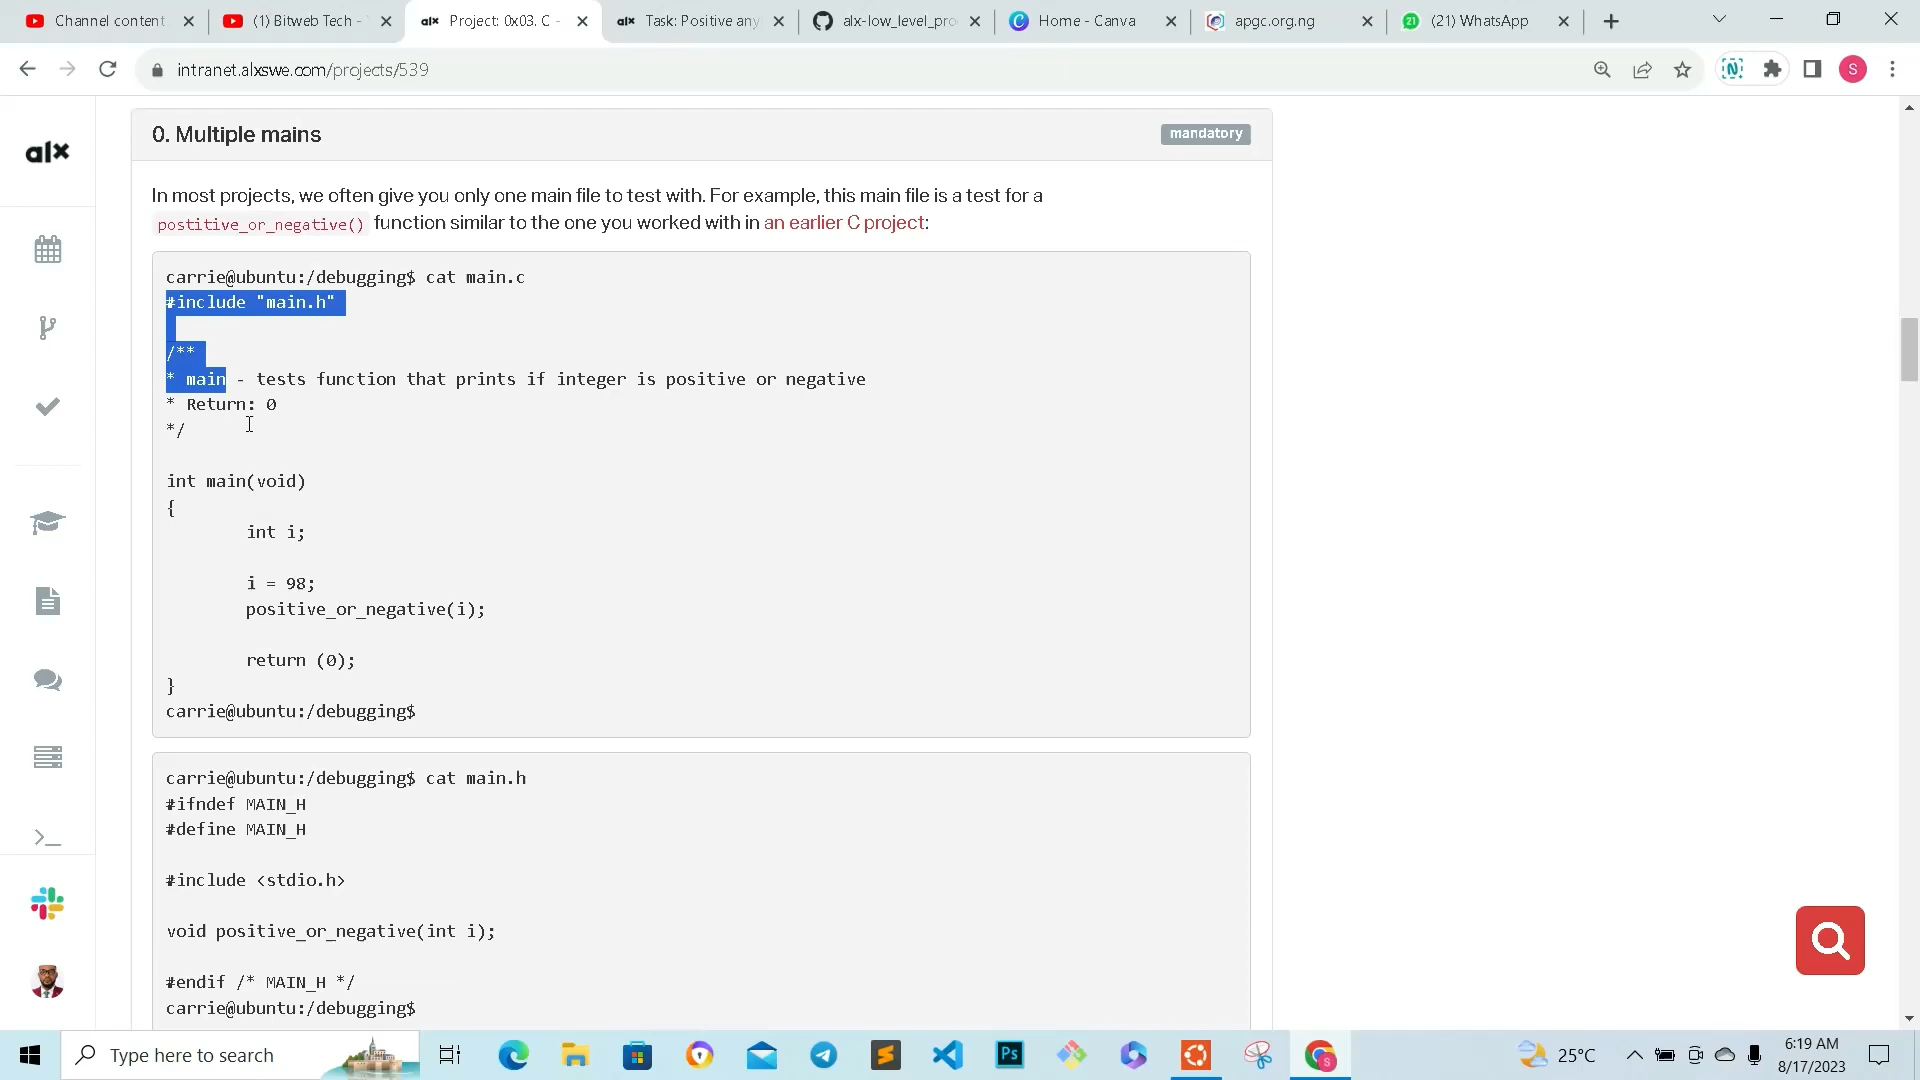 Channel content
(1) Bitweb Tech -
alx Project: 0x03. C -
alx Task: Positive any
alx-low_level_pro
Home - Canva
apgc.org.ng
21 (21) WhatsApp
intranet.alxswe.com/projects/539
N
S
alx
0. Multiple mains
mandatory
In most projects, we often give you only one main file to test with. For example, this main file is a test for a
postitive_or_negative() function similar to the one you worked with in an earlier C project:
carrie@ubuntu:/debugging$ cat main.c
#include "main.h"
/**
* main - tests function that prints if integer is positive or negative
* Return: 0
*/
int main(void)
{
int i;
i = 98;
positive_or_negative(i);
return (0);
}
carrie@ubuntu:/debugging$
carrie@ubuntu:/debugging$ cat main.h
#ifndef MAIN_H
#define MAIN_H
#include <stdio.h>
void positive_or_negative(int i);
#endif /* MAIN_H */
carrie@ubuntu:/debugging$
Type here to search
S
Ps
S
25°C
6:19 AM
8/17/2023